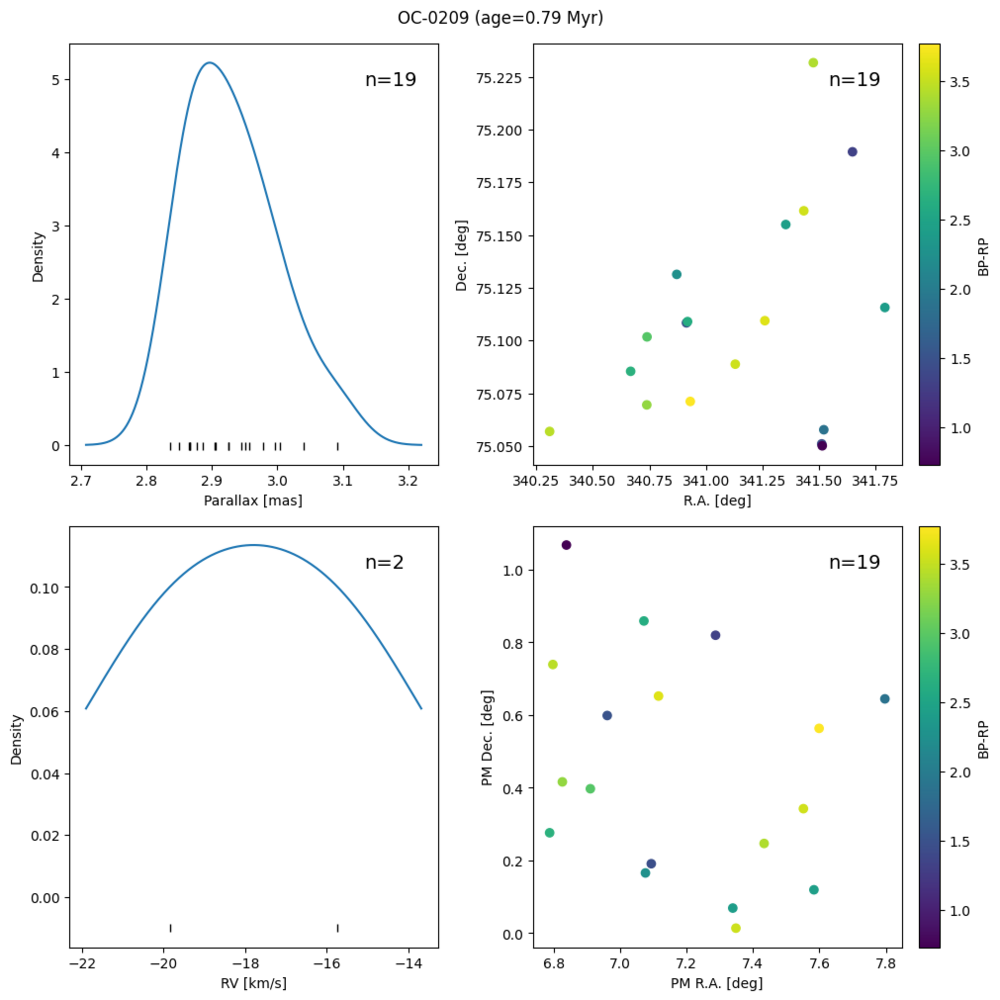 OC-0209 (age=0.79 Myr)
n=19
Density
5
4
3
2
1
0
2.7 2.8 2.9 3.0 3.1 3.2
Parallax [mas]
n=19
Dec. [deg]
75.225
75.200
75.175
75.150
75.125
75.100
75.075
75.050
340.25 340.50 340.75 341.00 341.25 341.50 341.75
R.A. [deg]
3.5
3.0
2.5
2.0
1.5
1.0
BP-RP
n=2
Density
0.10
0.08
0.06
0.04
0.02
0.00
−22 −20 −18 −16 −14
RV [km/s]
n=19
PM Dec. [deg]
1.0
0.8
0.6
0.4
0.2
0.0
6.8 7.0 7.2 7.4 7.6 7.8
PM R.A. [deg]
3.5
3.0
2.5
2.0
1.5
1.0
BP-RP